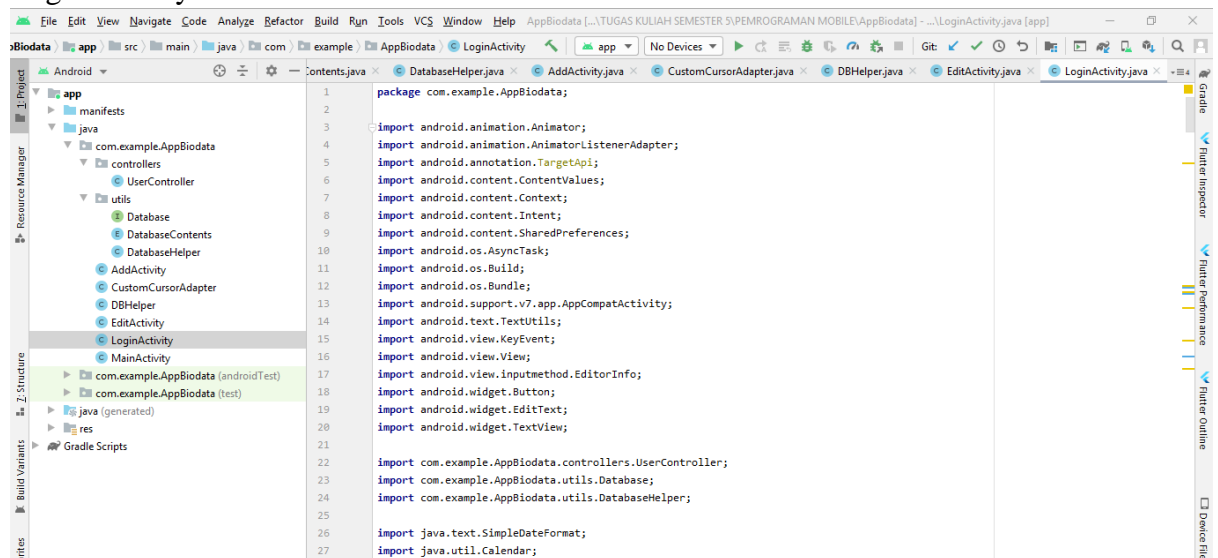 File Edit View Navigate Code Analyze Refactor Build Run Tools VCS Window Help AppBiodata [...\TUGAS KULIAH SEMESTER 5\PEMROGRAMAN MOBILE\AppBiodata] - ...\LoginActivity.java [app]
oBiodata app src main java com example AppBiodata LoginActivity app No Devices Git:
Android
ontents.java DatabaseHelper.java AddActivity.java CustomCursorAdapter.java DBHelper.java EditActivity.java LoginActivity.java
app
manifests
java
com.example.AppBiodata
controllers
UserController
utils
Database
DatabaseContents
DatabaseHelper
AddActivity
CustomCursorAdapter
DBHelper
EditActivity
LoginActivity
MainActivity
com.example.AppBiodata (androidTest)
com.example.AppBiodata (test)
java (generated)
res
Gradle Scripts
1 package com.example.AppBiodata;
2
3 import android.animation.Animator;
4 import android.animation.AnimatorListenerAdapter;
5 import android.annotation.TargetApi;
6 import android.content.ContentValues;
7 import android.content.Context;
8 import android.content.Intent;
9 import android.content.SharedPreferences;
10 import android.os.AsyncTask;
11 import android.os.Build;
12 import android.os.Bundle;
13 import android.support.v7.app.AppCompatActivity;
14 import android.text.TextUtils;
15 import android.view.KeyEvent;
16 import android.view.View;
17 import android.view.inputmethod.EditorInfo;
18 import android.widget.Button;
19 import android.widget.EditText;
20 import android.widget.TextView;
21
22 import com.example.AppBiodata.controllers.UserController;
23 import com.example.AppBiodata.utils.Database;
24 import com.example.AppBiodata.utils.DatabaseHelper;
25
26 import java.text.SimpleDateFormat;
27 import java.util.Calendar;
1: Project
Resource Manager
7: Structure
Build Variants
rites
Gradle
Flutter Inspector
Flutter Performance
Flutter Outline
Device File